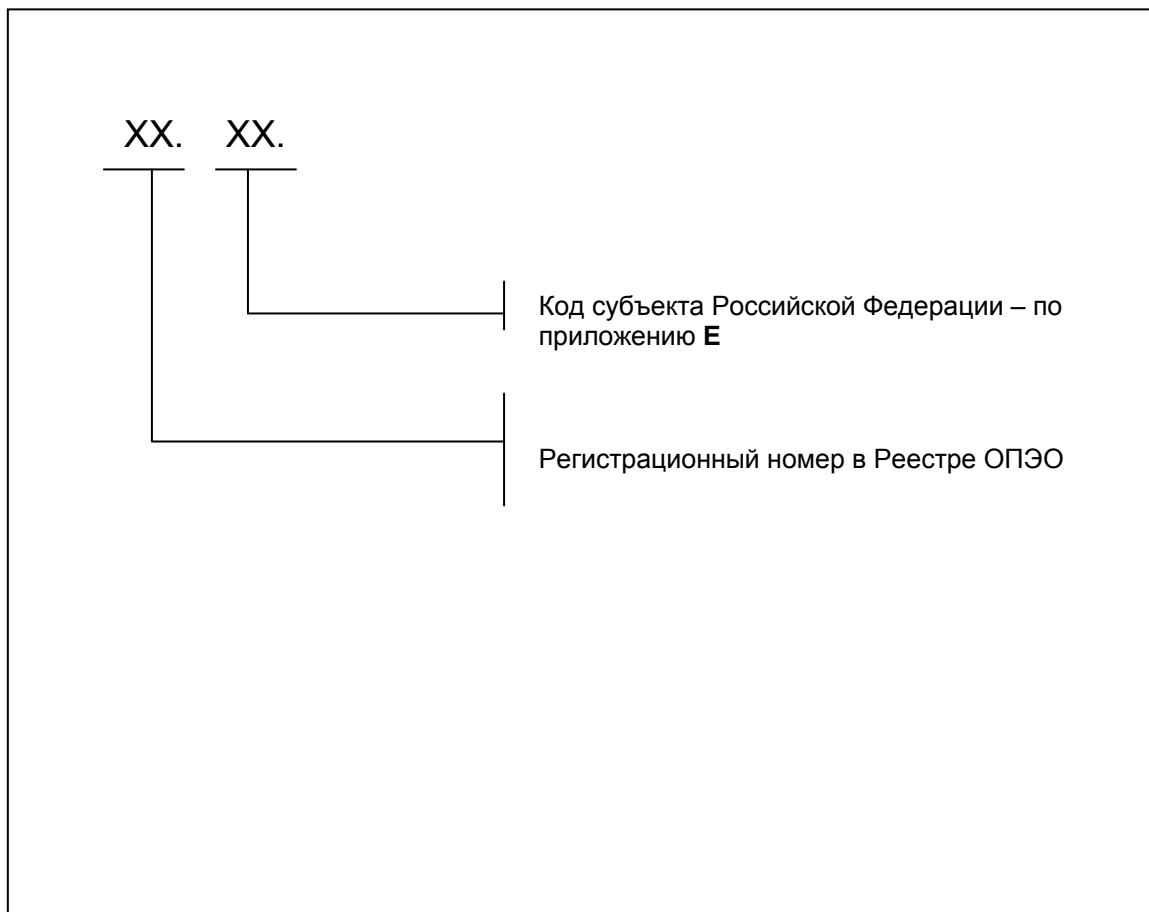 XX. XX.
Код субъекта Российской Федерации – по
приложению Е
Регистрационный номер в Реестре ОПЭО